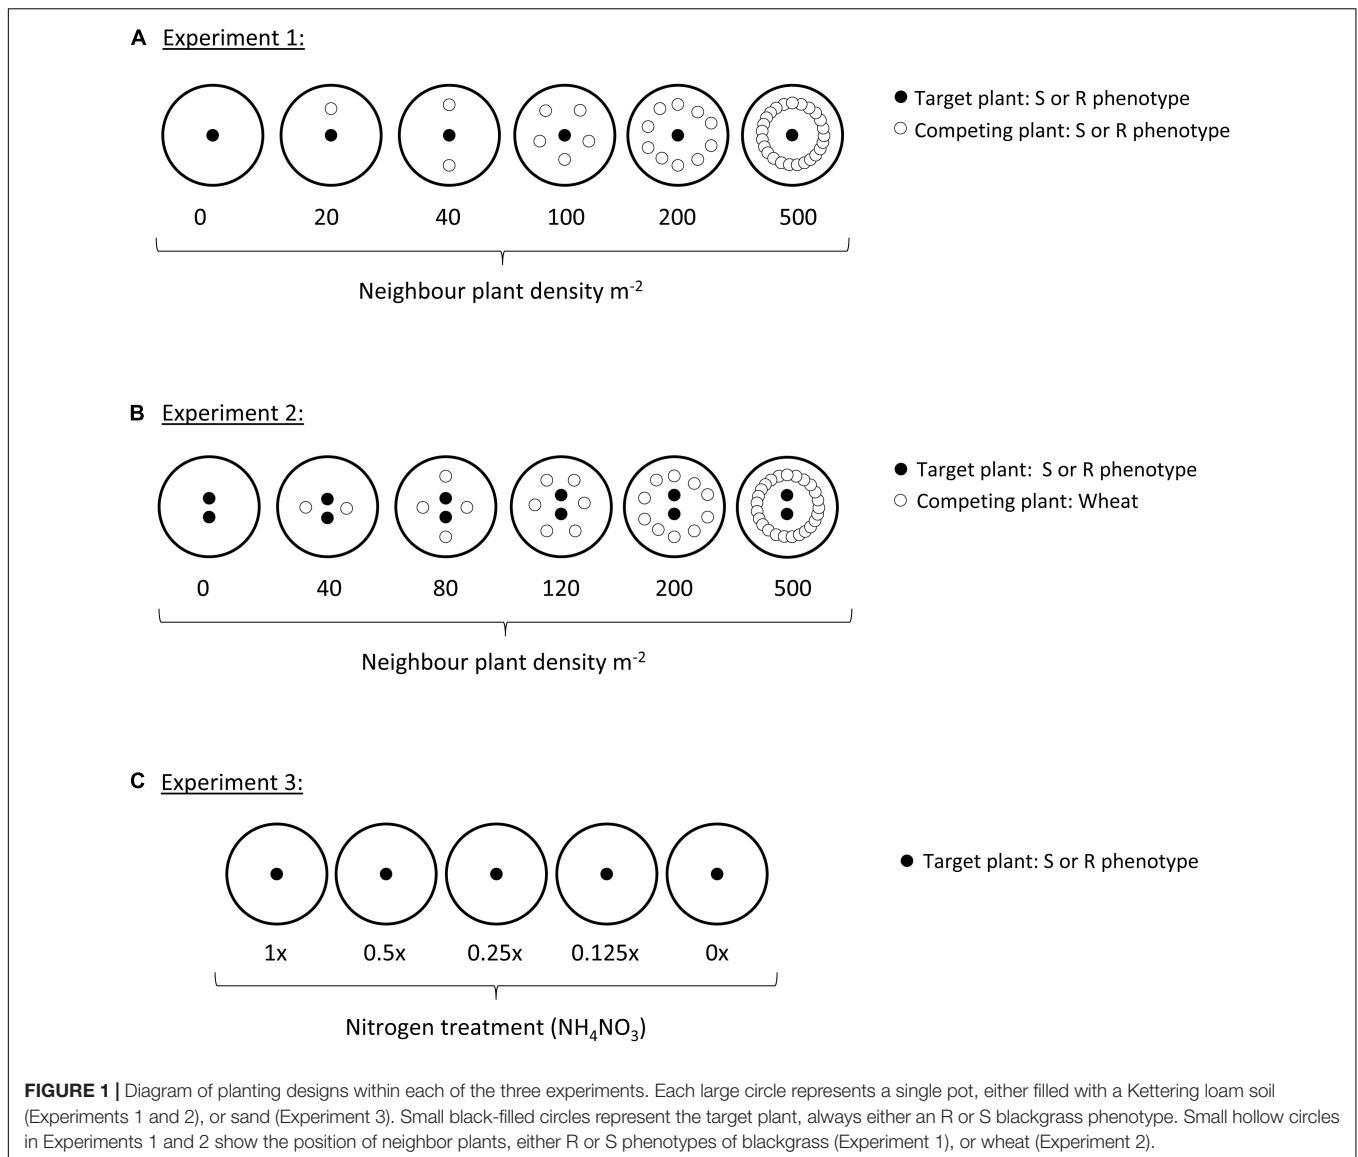 A Experiment 1:
Target plant: S or R phenotype
Competing plant: S or R phenotype
0 20 40 100 200 500
Neighbour plant density m⁻²
B Experiment 2:
Target plant: S or R phenotype
Competing plant: Wheat
0 40 80 120 200 500
Neighbour plant density m⁻²
C Experiment 3:
Target plant: S or R phenotype
1x 0.5x 0.25x 0.125x 0x
Nitrogen treatment (NH₄NO₃)
FIGURE 1 | Diagram of planting designs within each of the three experiments. Each large circle represents a single pot, either filled with a Kettering loam soil
(Experiments 1 and 2), or sand (Experiment 3). Small black-filled circles represent the target plant, always either an R or S blackgrass phenotype. Small hollow circles
in Experiments 1 and 2 show the position of neighbor plants, either R or S phenotypes of blackgrass (Experiment 1), or wheat (Experiment 2).